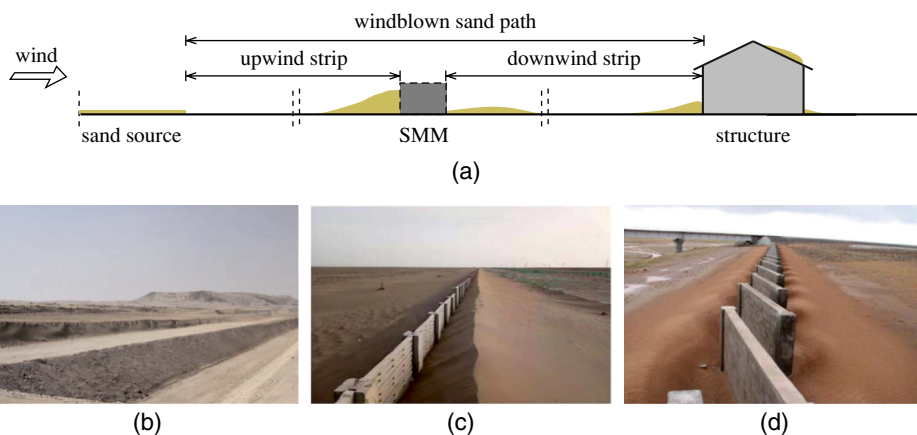 windblown sand path
wind
upwind strip
downwind strip
sand source
SMM
structure
(a)
(b)
(c)
(d)